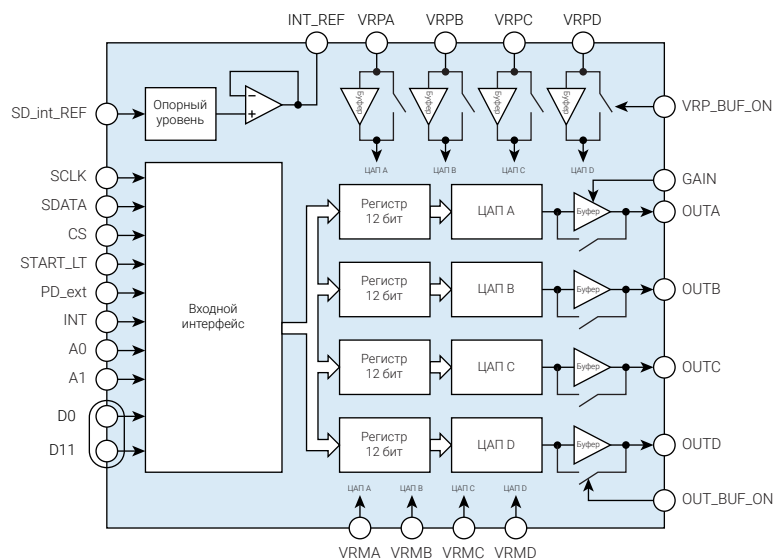 INT_REF
VRPA
VRPB
VRPC
VRPD
SD_int_REF
Опорный
уровень
Буфер
Буфер
Буфер
Буфер
VRP_BUF_ON
ЦАП A
ЦАП B
ЦАП C
ЦАП D
SCLK
SDATA
CS
START_LT
PD_ext
INT
A0
A1
D0
D11
Входной
интерфейс
GAIN
Регистр
12 бит
ЦАП A
Буфер
OUTA
Регистр
12 бит
ЦАП B
Буфер
OUTB
Регистр
12 бит
ЦАП C
Буфер
OUTC
Регистр
12 бит
ЦАП D
Буфер
OUTD
OUT_BUF_ON
ЦАП A
ЦАП B
ЦАП C
ЦАП D
VRMA
VRMB
VRMC
VRMD